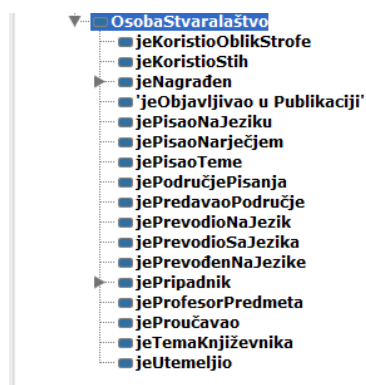 OsobaStvaralaštvo
jeKoristioOblikStrofe
jeKoristioStih
jeNagrađen
'jeObjavljivao u Publikaciji'
jePisaoNaJeziku
jePisaoNarječjem
jePisaoTeme
jePodručjePisanja
jePredavaoPodručje
jePrevodioNaJezik
jePrevodioSaJezika
jePrevođenNaJezike
jePripadnik
jeProfesorPredmeta
jeProučavao
jeTemaKnjiževnika
jeUtemeljio